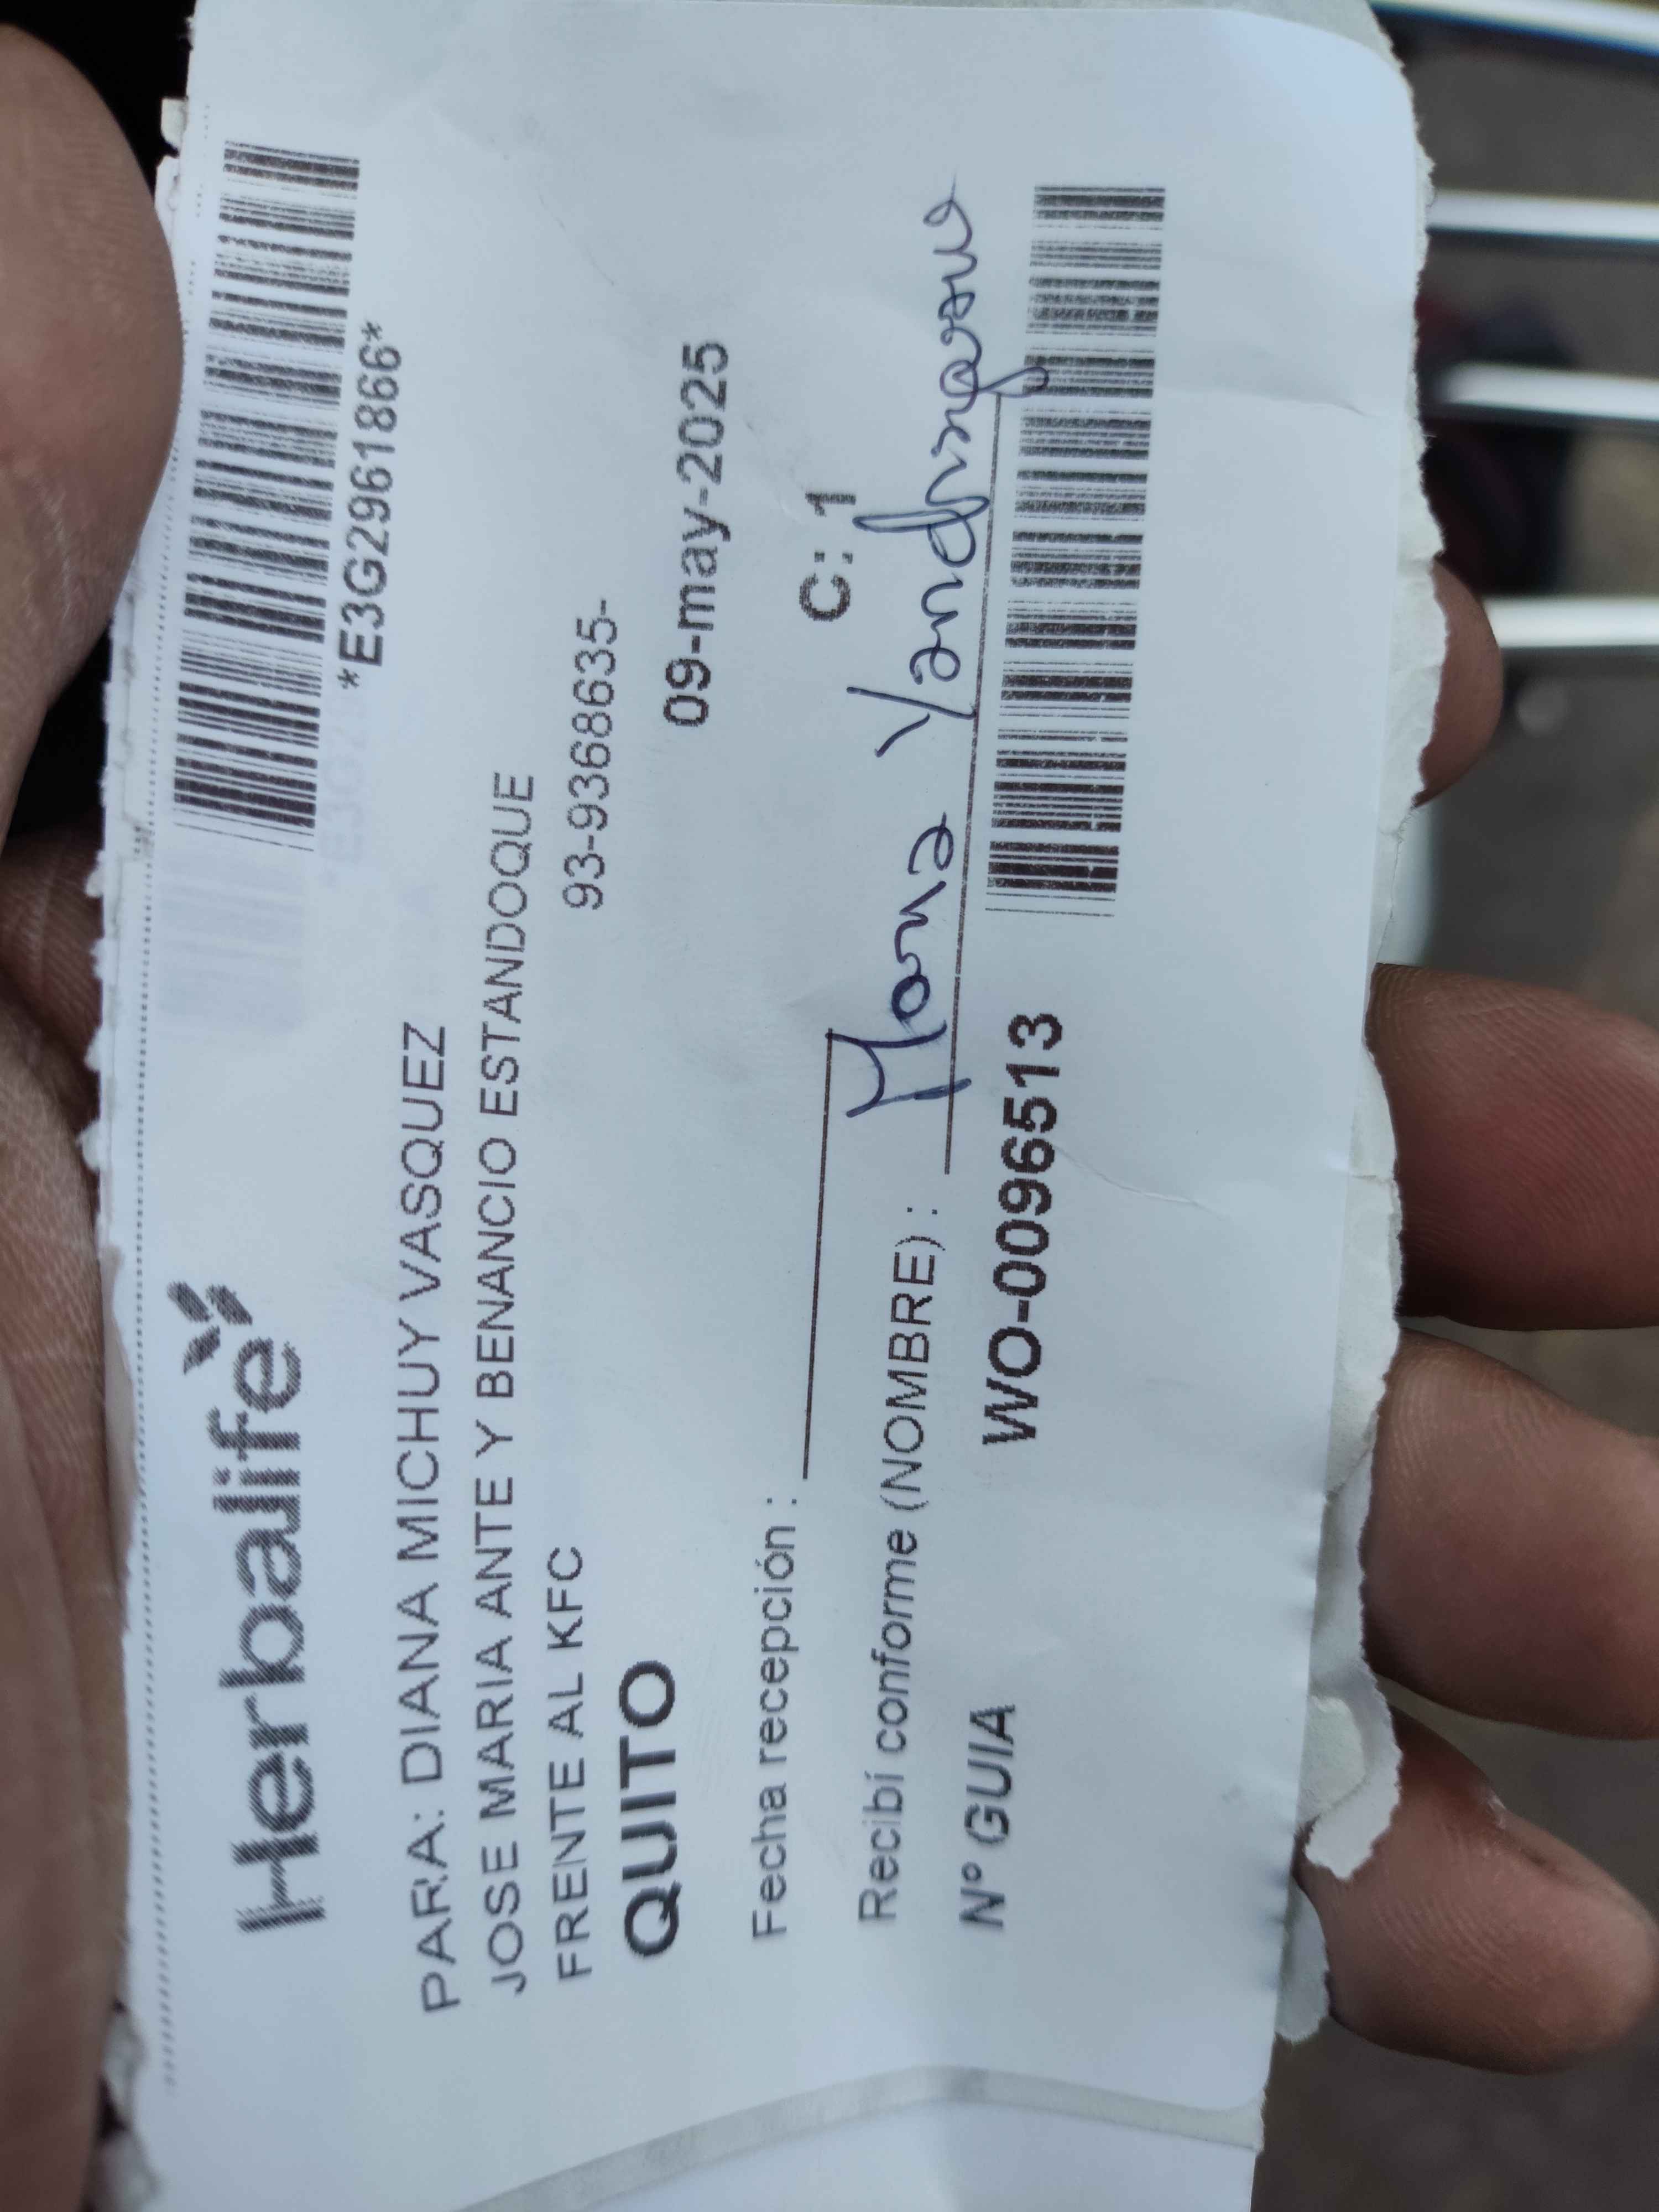 Herbalife
*E3G2961866*
PARA: DIANA MICHUY VASQUEZ
JOSE MARIA ANTE Y BENANCIO ESTANDOQUE
FRENTE AL KFC 93-9368635-
QUITO 09-may-2025
Fecha recepción :
C: 1
Recibí conforme (NOMBRE) : Maria
Nº GUIA WO-0096513